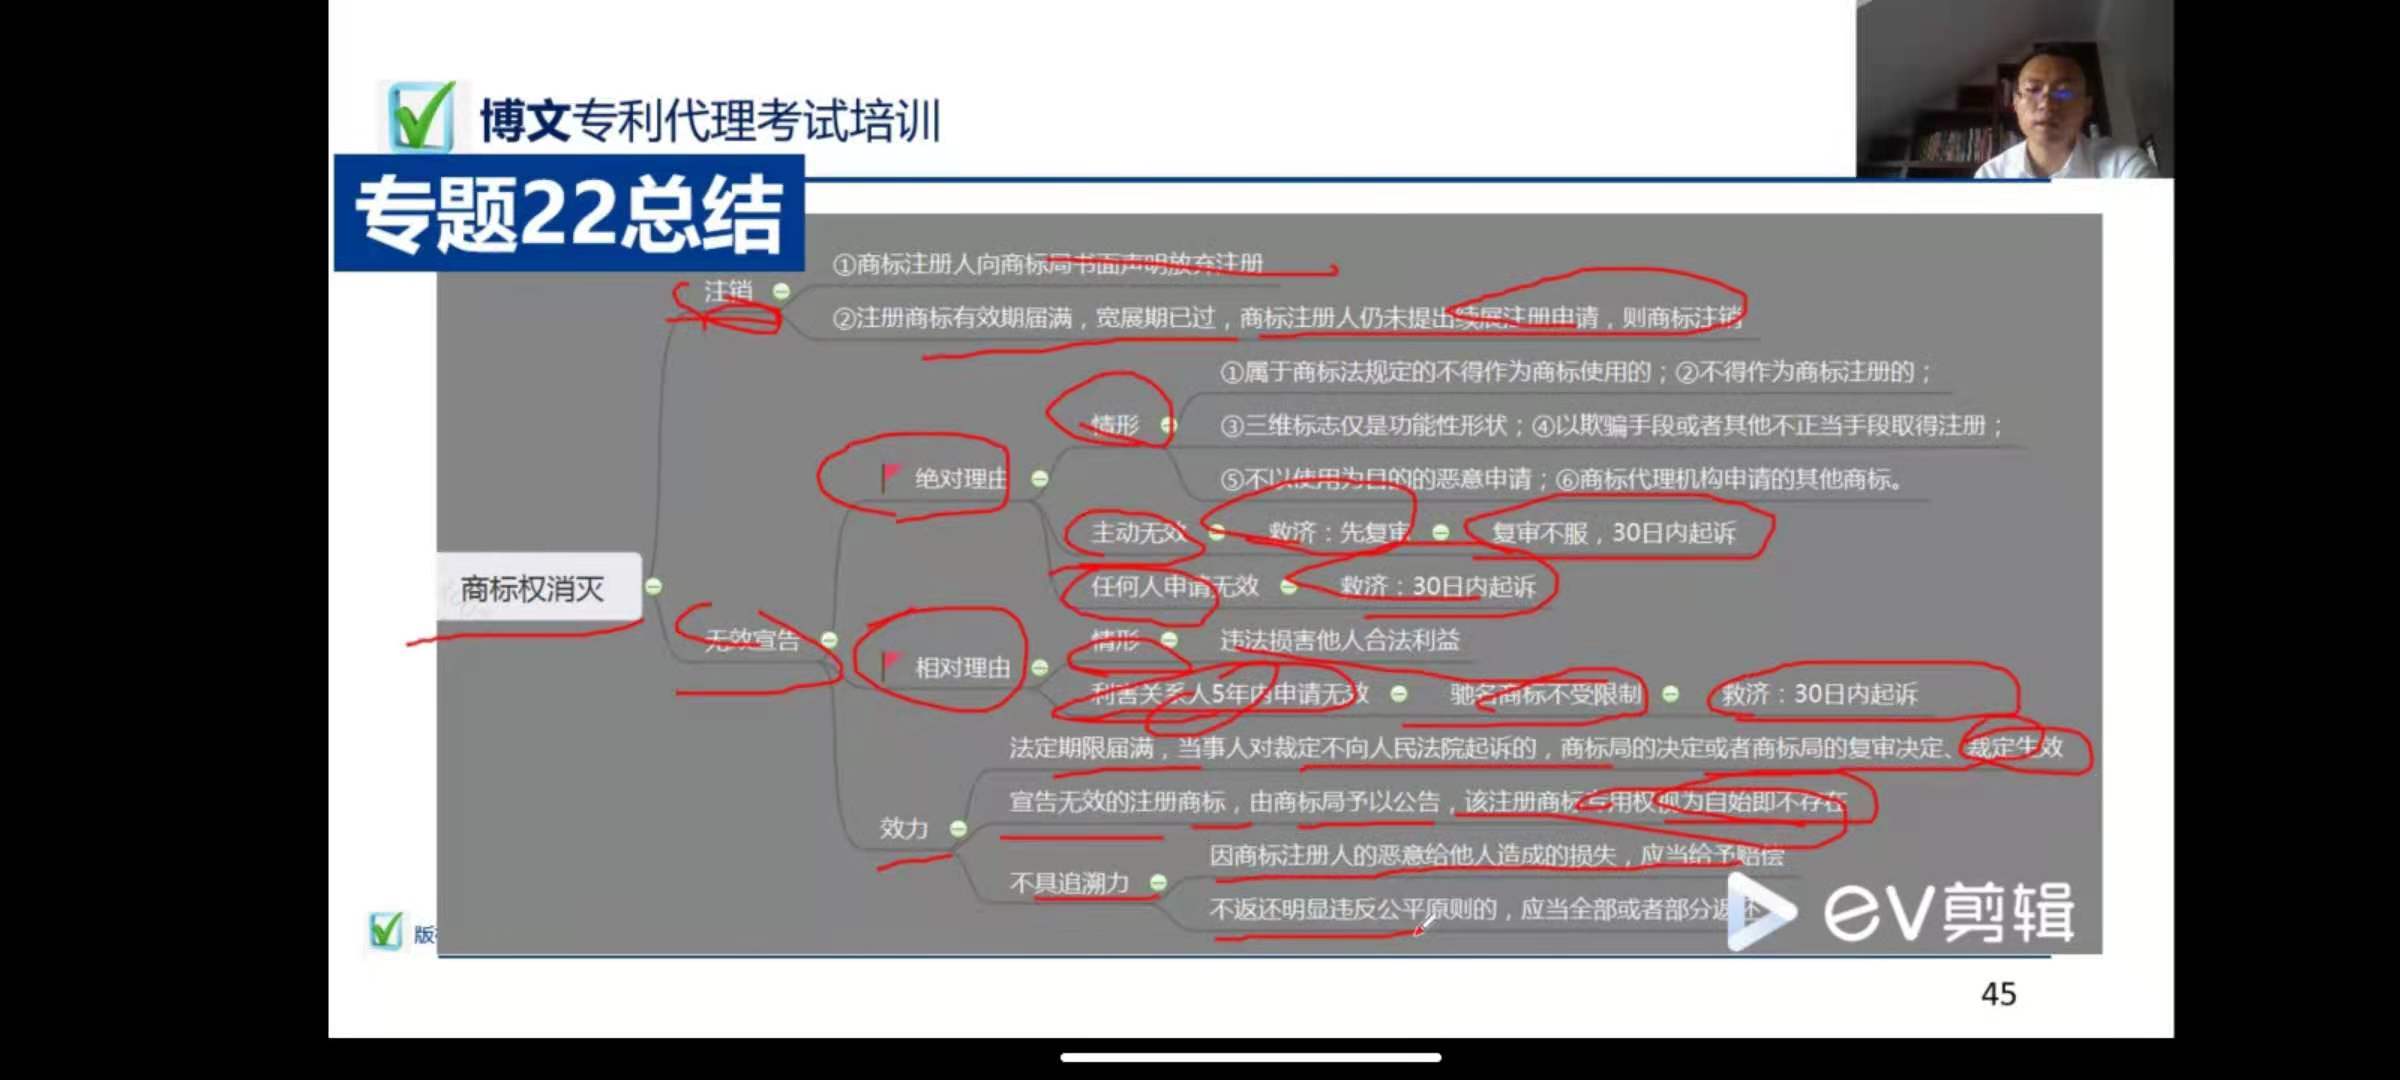 博文专利代理考试培训
专题22总结
①商标注册人向商标局书面声明放弃注册
注销
②注册商标有效期届满，宽展期已过，商标注册人仍未提出续展注册申请，则商标注销
①属于商标法规定的不得作为商标使用的；②不得作为商标注册的；
情形
③三维标志仅是功能性形状；④以欺骗手段或者其他不正当手段取得注册；
绝对理由
⑤不以使用为目的的恶意申请；⑥商标代理机构申请的其他商标。
主动无效
救济：先复审
复审不服，30日内起诉
商标权消灭
任何人申请无效
救济：30日内起诉
无效宣告
情形
违法损害他人合法利益
相对理由
利害关系人5年内申请无效
驰名商标不受限制
救济：30日内起诉
法定期限届满，当事人对裁定不向人民法院起诉的，商标局的决定或者商标局的复审决定、裁定生效
宣告无效的注册商标，由商标局予以公告，该注册商标专用权视为自始即不存在
效力
因商标注册人的恶意给他人造成的损失，应当给予赔偿
不具追溯力
不返还明显违反公平原则的，应当全部或者部分返还
EV剪辑
版
45